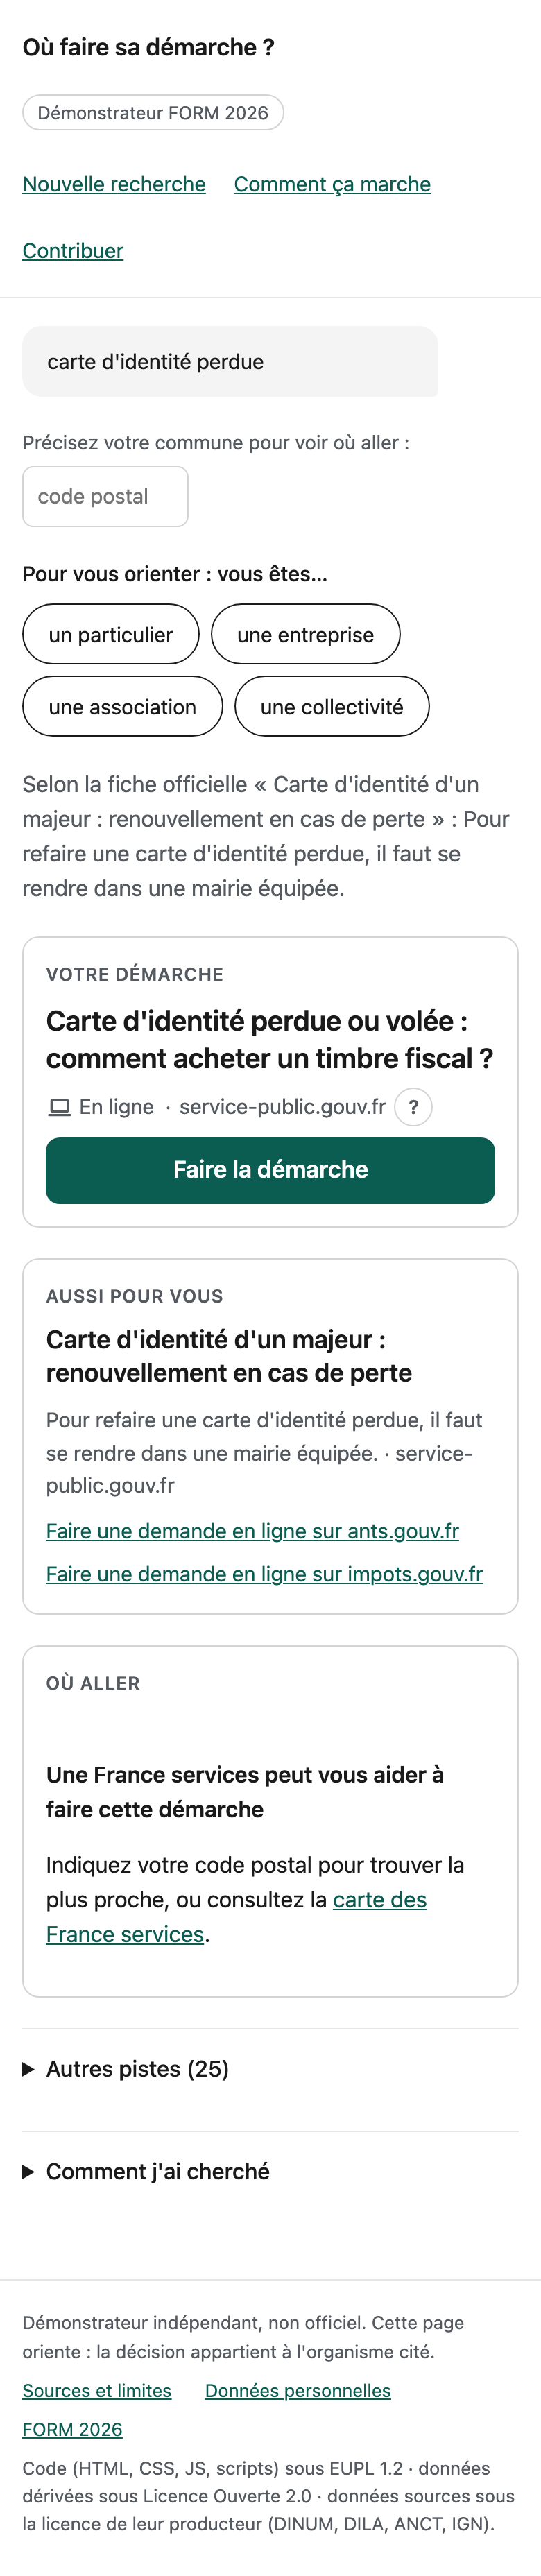 Où faire sa démarche ?
Démonstrateur FORM 2026
Nouvelle recherche Comment ça marche
Contribuer
carte d'identité perdue
Précisez votre commune pour voir où aller :
code postal
Pour vous orienter : vous êtes...
un particulier une entreprise
une association une collectivité
Selon la fiche officielle « Carte d'identité d'un
majeur : renouvellement en cas de perte » : Pour
refaire une carte d'identité perdue, il faut se
rendre dans une mairie équipée.
VOTRE DÉMARCHE
Carte d'identité perdue ou volée :
comment acheter un timbre fiscal ?
En ligne · service-public.gouv.fr ?
Faire la démarche
AUSSI POUR VOUS
Carte d'identité d'un majeur :
renouvellement en cas de perte
Pour refaire une carte d'identité perdue, il faut
se rendre dans une mairie équipée. · service-
public.gouv.fr
Faire une demande en ligne sur ants.gouv.fr
Faire une demande en ligne sur impots.gouv.fr
OÙ ALLER
Une France services peut vous aider à
faire cette démarche
Indiquez votre code postal pour trouver la
plus proche, ou consultez la carte des
France services.
Autres pistes (25)
Comment j'ai cherché
Démonstrateur indépendant, non officiel. Cette page
oriente : la décision appartient à l'organisme cité.
Sources et limites Données personnelles
FORM 2026
Code (HTML, CSS, JS, scripts) sous EUPL 1.2 · données
dérivées sous Licence Ouverte 2.0 · données sources sous
la licence de leur producteur (DINUM, DILA, ANCT, IGN).